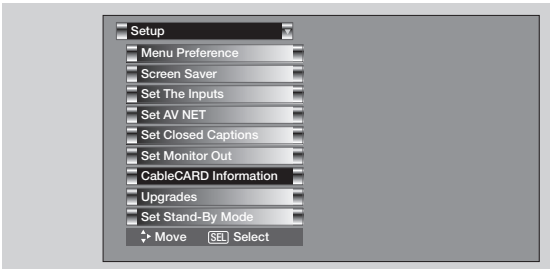 Setup
Menu Preference
Screen Saver
Set The Inputs
Set AV NET
Set Closed Captions
Set Monitor Out
CableCARD Information
Upgrades
Set Stand-By Mode
Move SEL Select